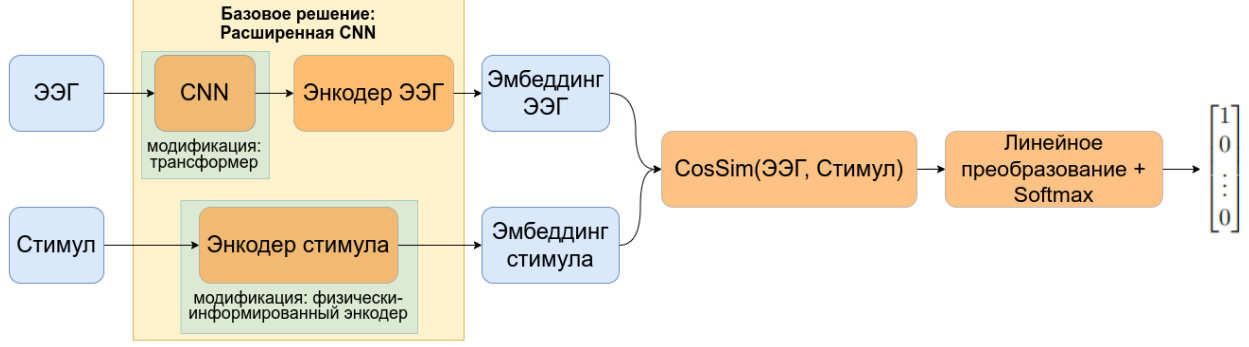 Базовое решение:
Расширенная CNN
ЭЭГ
CNN
Энкодер ЭЭГ
Эмбеддинг
ЭЭГ
модификация:
трансформер
CosSim(ЭЭГ, Стимул)
Линейное
преобразование +
Softmax
1
0
⋮
0
Стимул
Энкодер стимула
Эмбеддинг
стимула
модификация: физически-
информированный энкодер